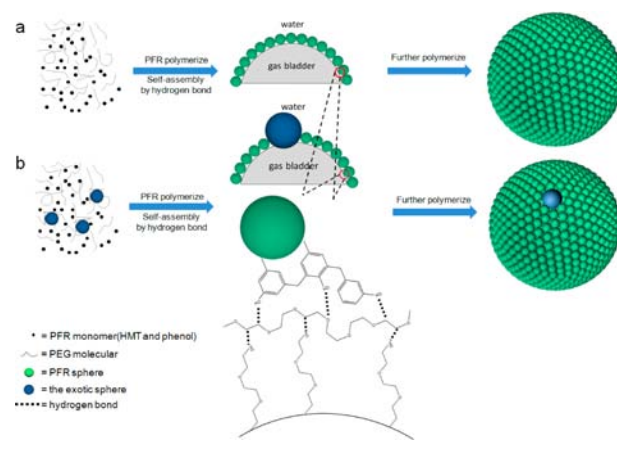 a
water
PFR polymerize
Self-assembly
by hydrogen bond
gas bladder
Further polymerize
water
b
gas bladder
PFR polymerize
Self-assembly
by hydrogen bond
Further polymerize
= PFR monomer(HMT and phenol)
= PEG molecular
= PFR sphere
= the exotic sphere
= hydrogen bond